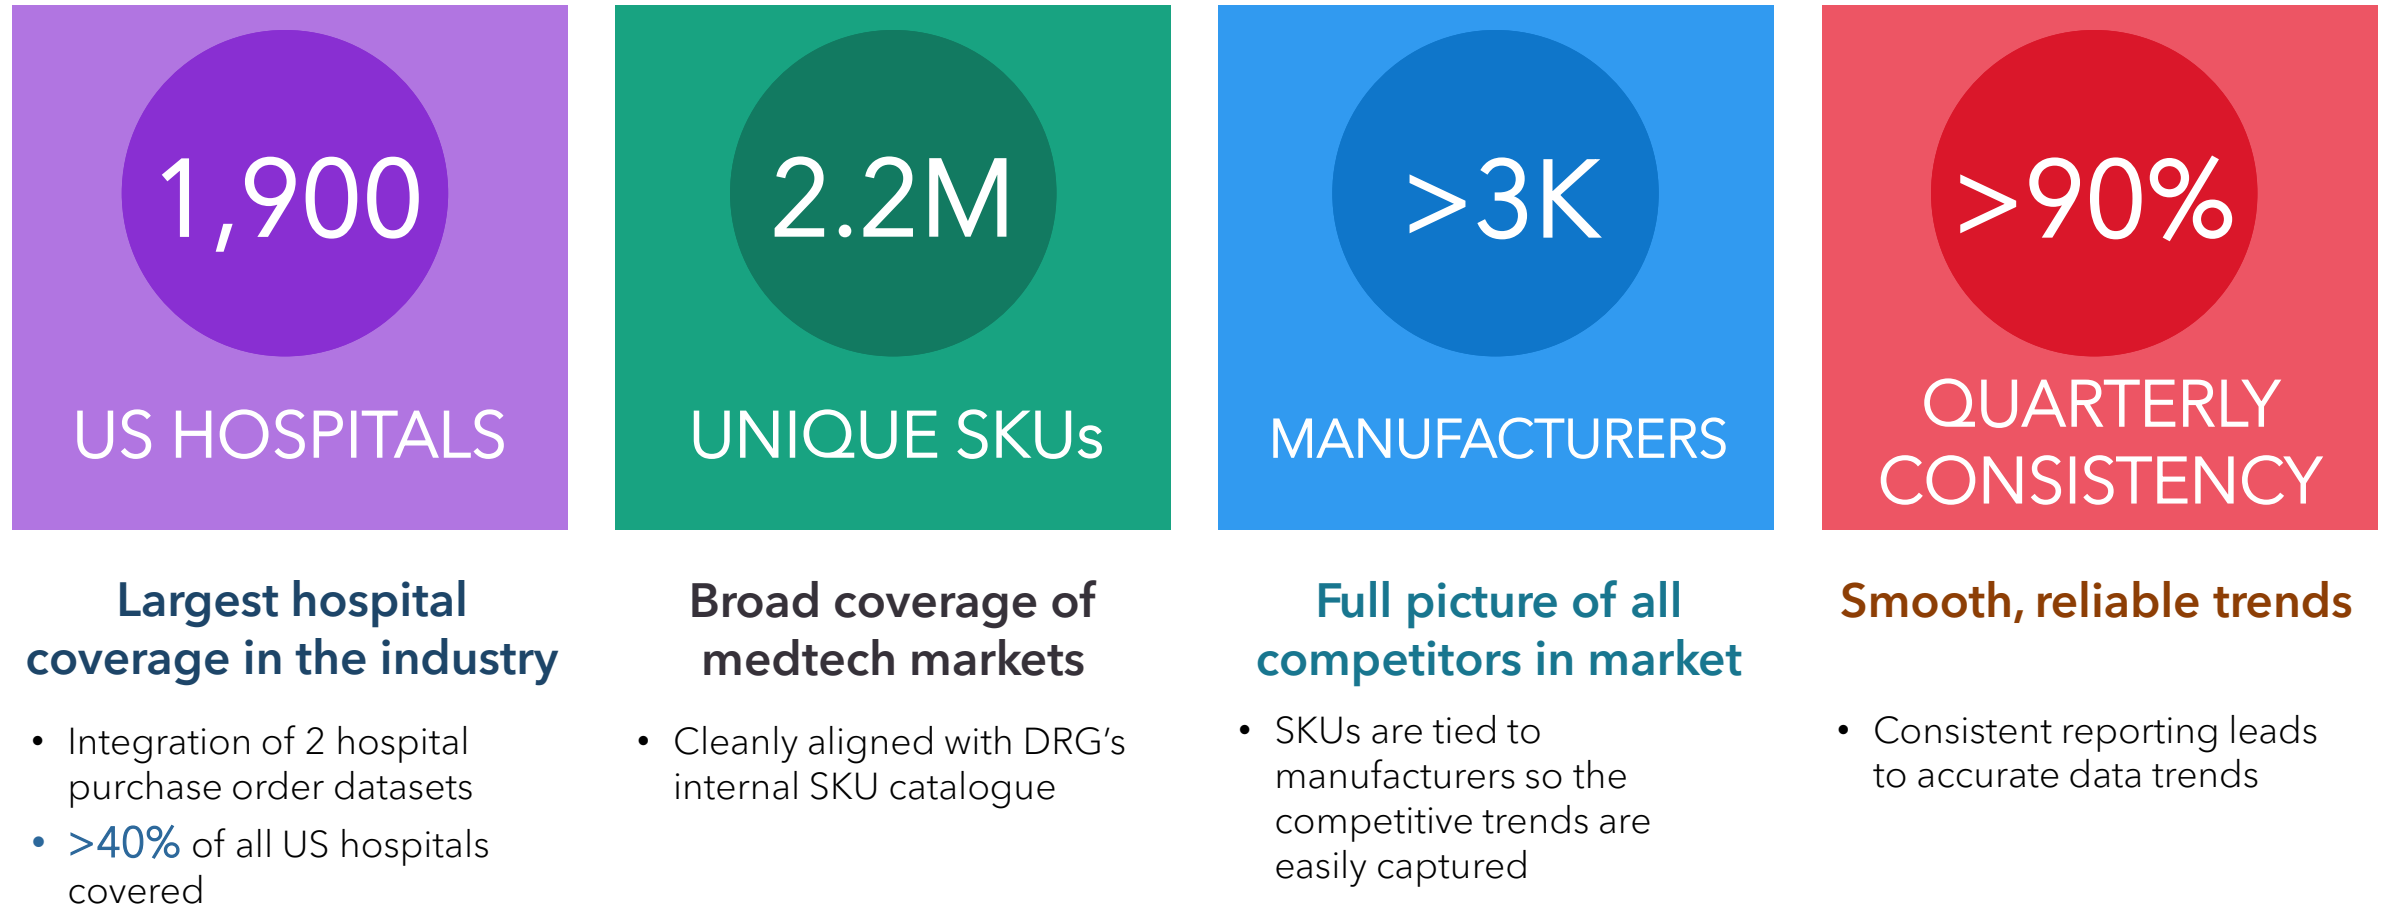 1,900
US HOSPITALS
Largest hospital
coverage in the industry
• Integration of 2 hospital
purchase order datasets
• >40% of all US hospitals
covered
2.2M
UNIQUE SKUs
Broad coverage of
medtech markets
• Cleanly aligned with DRG’s
internal SKU catalogue
>3K
MANUFACTURERS
Full picture of all
competitors in market
• SKUs are tied to
manufacturers so the
competitive trends are
easily captured
>90%
QUARTERLY
CONSISTENCY
Smooth, reliable trends
• Consistent reporting leads
to accurate data trends